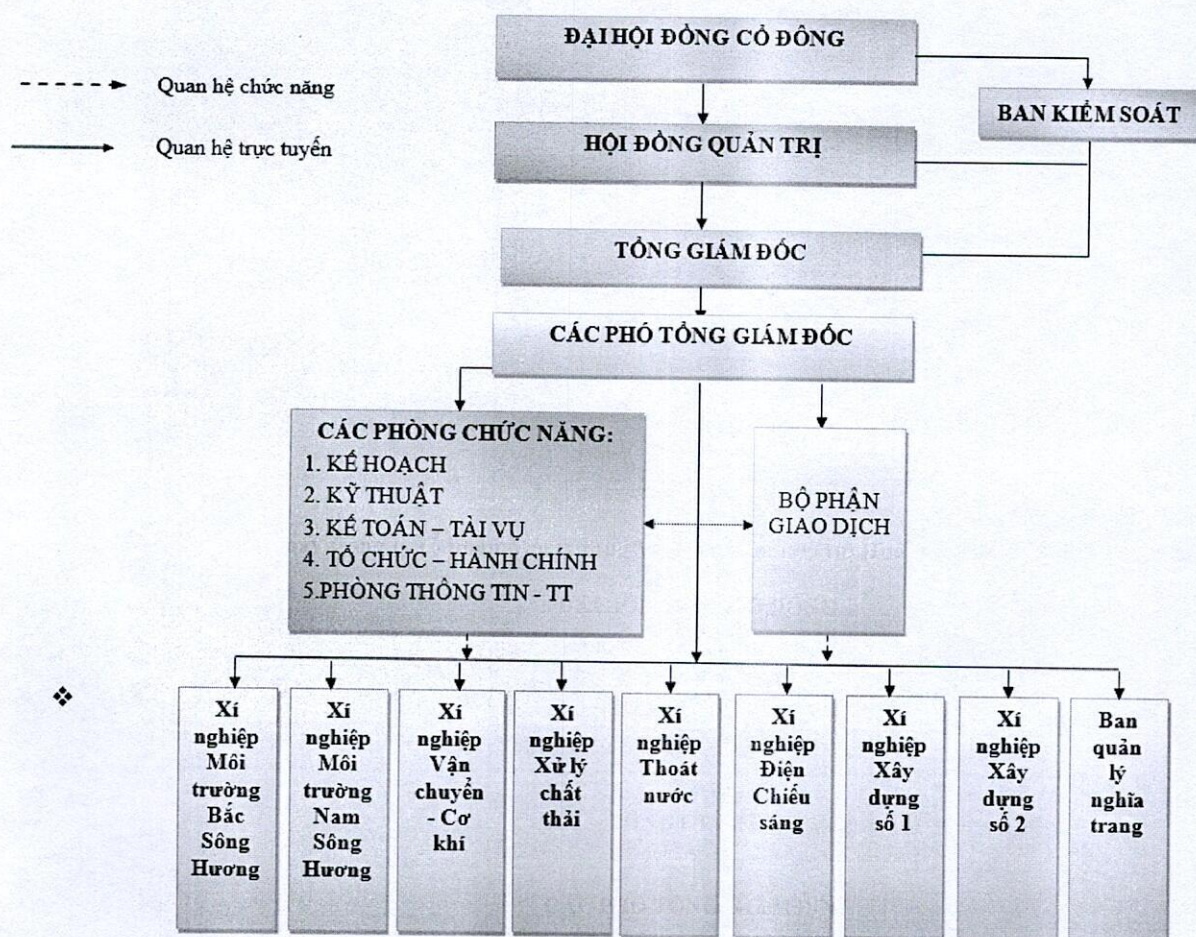 ĐẠI HỘI ĐỒNG CỔ ĐÔNG
Quan hệ chức năng
BAN KIỂM SOÁT
Quan hệ trực tuyến
HỘI ĐỒNG QUẢN TRỊ
TỔNG GIÁM ĐỐC
CÁC PHÓ TỔNG GIÁM ĐỐC
CÁC PHÒNG CHỨC NĂNG:
1. KẾ HOẠCH
2. KỸ THUẬT
3. KẾ TOÁN – TÀI VỤ
4. TỔ CHỨC – HÀNH CHÍNH
5.PHÒNG THÔNG TIN - TT
BỘ PHẬN
GIAO DỊCH
Xí
nghiệp
Môi
trường
Bắc
Sông
Hương
Xí
nghiệp
Môi
trường
Nam
Sông
Hương
Xí
nghiệp
Vận
chuyển
- Cơ
khí
Xí
nghiệp
Xử lý
chất
thải
Xí
nghiệp
Thoát
nước
Xí
nghiệp
Điện
Chiếu
sáng
Xí
nghiệp
Xây
dựng
số 1
Xí
nghiệp
Xây
dựng
số 2
Ban
quản
lý
nghĩa
trang